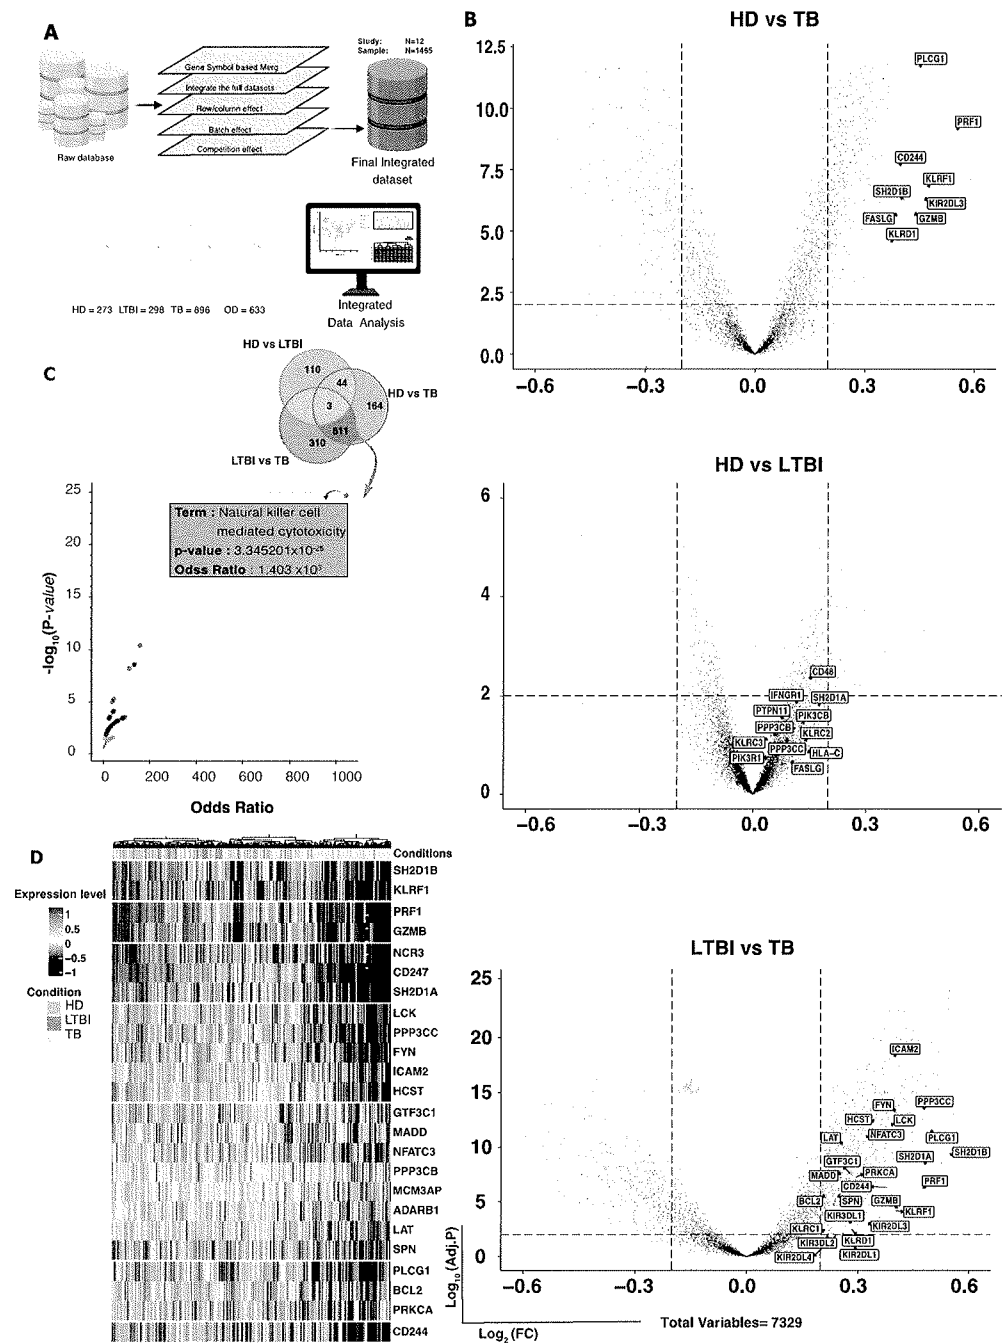 A
Study: N=12
Sample: N=1465
Gene Symbol based Merg
Integrate the full datasets
Row/column effect
Batch effect
Competition effect
Raw database
Final Integrated
dataset
HD = 273 LTBI = 298 TB = 896 OD = 633
Integrated
Data Analysis
B
HD vs TB
12.5
10.0
7.5
5.0
2.5
0.0
PLCG1
PRF1
CD244
KLRF1
SH2D1B
KIR2DL3
FASLG
GZMB
KLRD1
−0.6
−0.3
0.0
0.3
0.6
HD vs LTBI
6
4
2
0
CD48
IFNGR1
SH2D1A
PTPN11
PIK3CB
PPP3CB
KLRC2
KLRC3
PPP3CC
HLA−C
PIK3R1
FASLG
−0.6
−0.3
0.0
0.3
0.6
LTBI vs TB
25
20
15
10
5
0
ICAM2
FYN
PPP3CC
HCST
LCK
LAT
NFATC3
PLCG1
SH2D1A
SH2D1B
GTF3C1
MADD
PRKCA
CD244
PRF1
BCL2
SPN
GZMB
KLRF1
KIR3DL1
KLRC1
KIR2DL3
KIR3DL2
KLRD1
KIR2DL4
KIR2DL1
−0.6
−0.3
0.0
0.3
0.6
Log10 (Adj.P)
Log2 (FC)
Total Variables= 7329
C
HD vs LTBI
110
44
HD vs TB
3
164
611
310
LTBI vs TB
25
20
15
10
5
0
-log10(P-value)
Term : Natural killer cell
mediated cytotoxicity
p-value : 3.345201x10⁻²⁵
Odss Ratio : 1.403 x10³
0
200
400
600
800
1000
Odds Ratio
D
Expression level
1
0.5
0
−0.5
−1
Condition
HD
LTBI
TB
Conditions
SH2D1B
KLRF1
PRF1
GZMB
NCR3
CD247
SH2D1A
LCK
PPP3CC
FYN
ICAM2
HCST
GTF3C1
MADD
NFATC3
PPP3CB
MCM3AP
ADARB1
LAT
SPN
PLCG1
BCL2
PRKCA
CD244